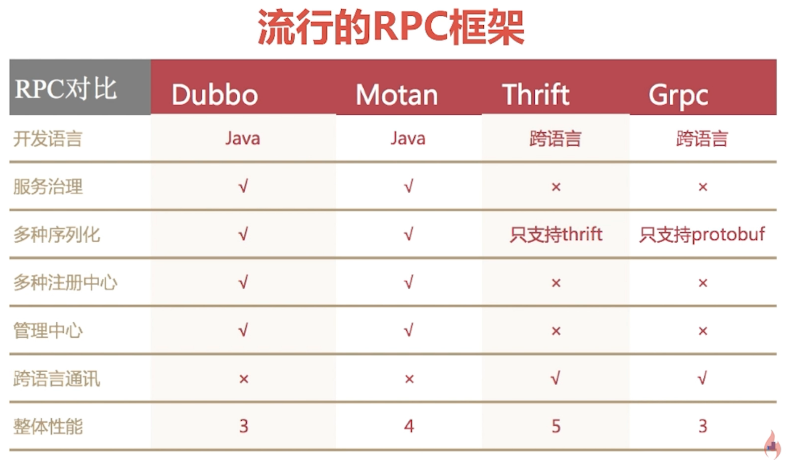 流行的RPC框架
RPC对比 Dubbo Motan Thrift Grpc
开发语言 Java Java 跨语言 跨语言
服务治理 √ √ × ×
多种序列化 √ √ 只支持thrift 只支持protobuf
多种注册中心 √ √ × ×
管理中心 √ √ × ×
跨语言通讯 × × √ √
整体性能 3 4 5 3